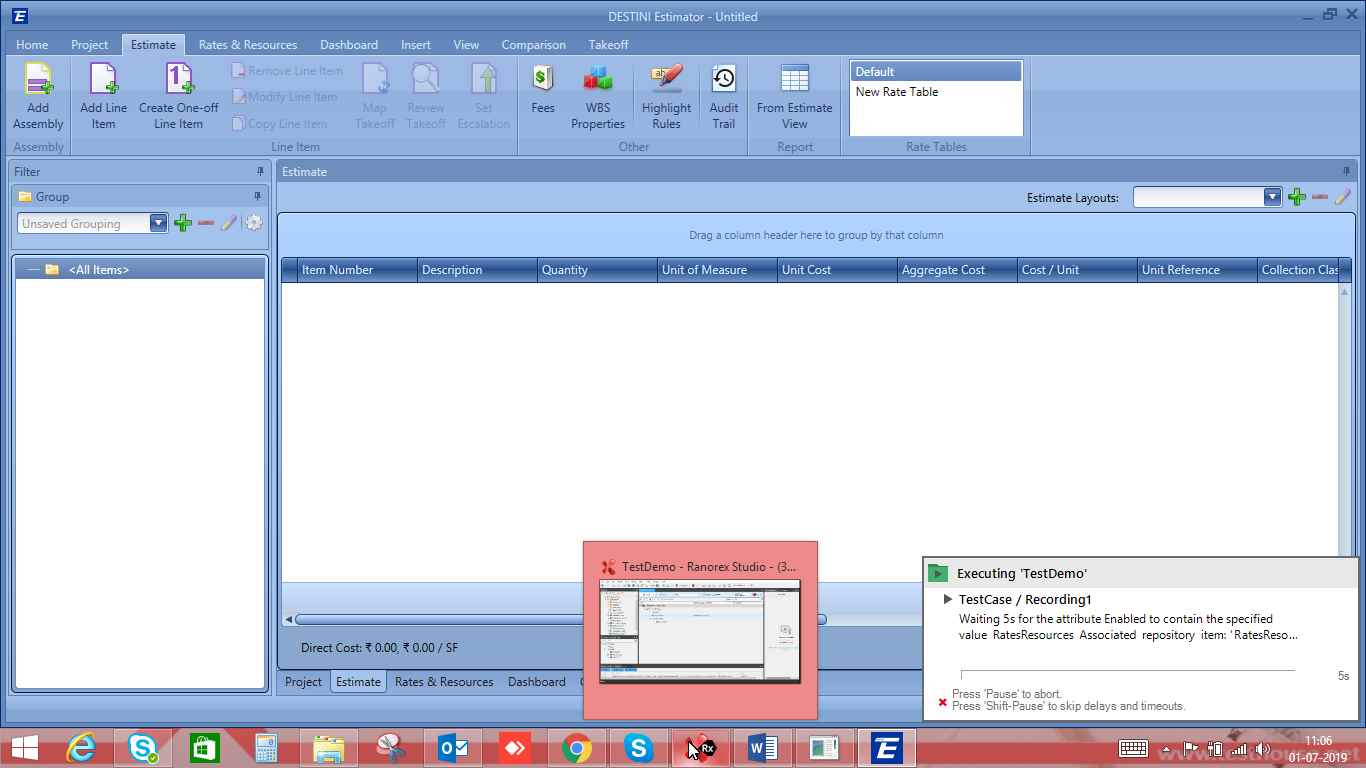 DESTINI Estimator - Untitled
Home Project Estimate Rates & Resources Dashboard Insert View Comparison Takeoff
Add Assembly
Add Line Item
Create One-off Line Item
Remove Line Item
Modify Line Item
Copy Line Item
Map Takeoff
Review Takeoff
Set Escalation
Fees
WBS Properties
Highlight Rules
Audit Trail
From Estimate View
Default
New Rate Table
Assembly Line Item Other Report Rate Tables
Filter
Estimate
Group
Unsaved Grouping
Estimate Layouts:
<All Items>
Drag a column header here to group by that column
Item Number Description Quantity Unit of Measure Unit Cost Aggregate Cost Cost / Unit Unit Reference Collection Clas
TestDemo - Ranorex Studio - (3...
Executing 'TestDemo'
TestCase / Recording1
Waiting 5s for the attribute Enabled to contain the specified
value RatesResources Associated repository item: 'RatesReso...
5s
Press 'Pause' to abort.
Press 'Shift-Pause' to skip delays and timeouts.
Direct Cost: ₹ 0.00, ₹ 0.00 / SF
Project Estimate Rates & Resources Dashboard
Rx
11:06
01-07-2019
www.testhouse.net